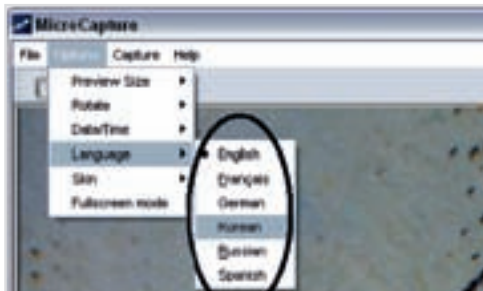 MicroCapture
File Options Capture Help
Preview Size
Rotate
Date/Time
Language
Skin
Fullscreen mode
English
Français
German
Korean
Russian
Spanish